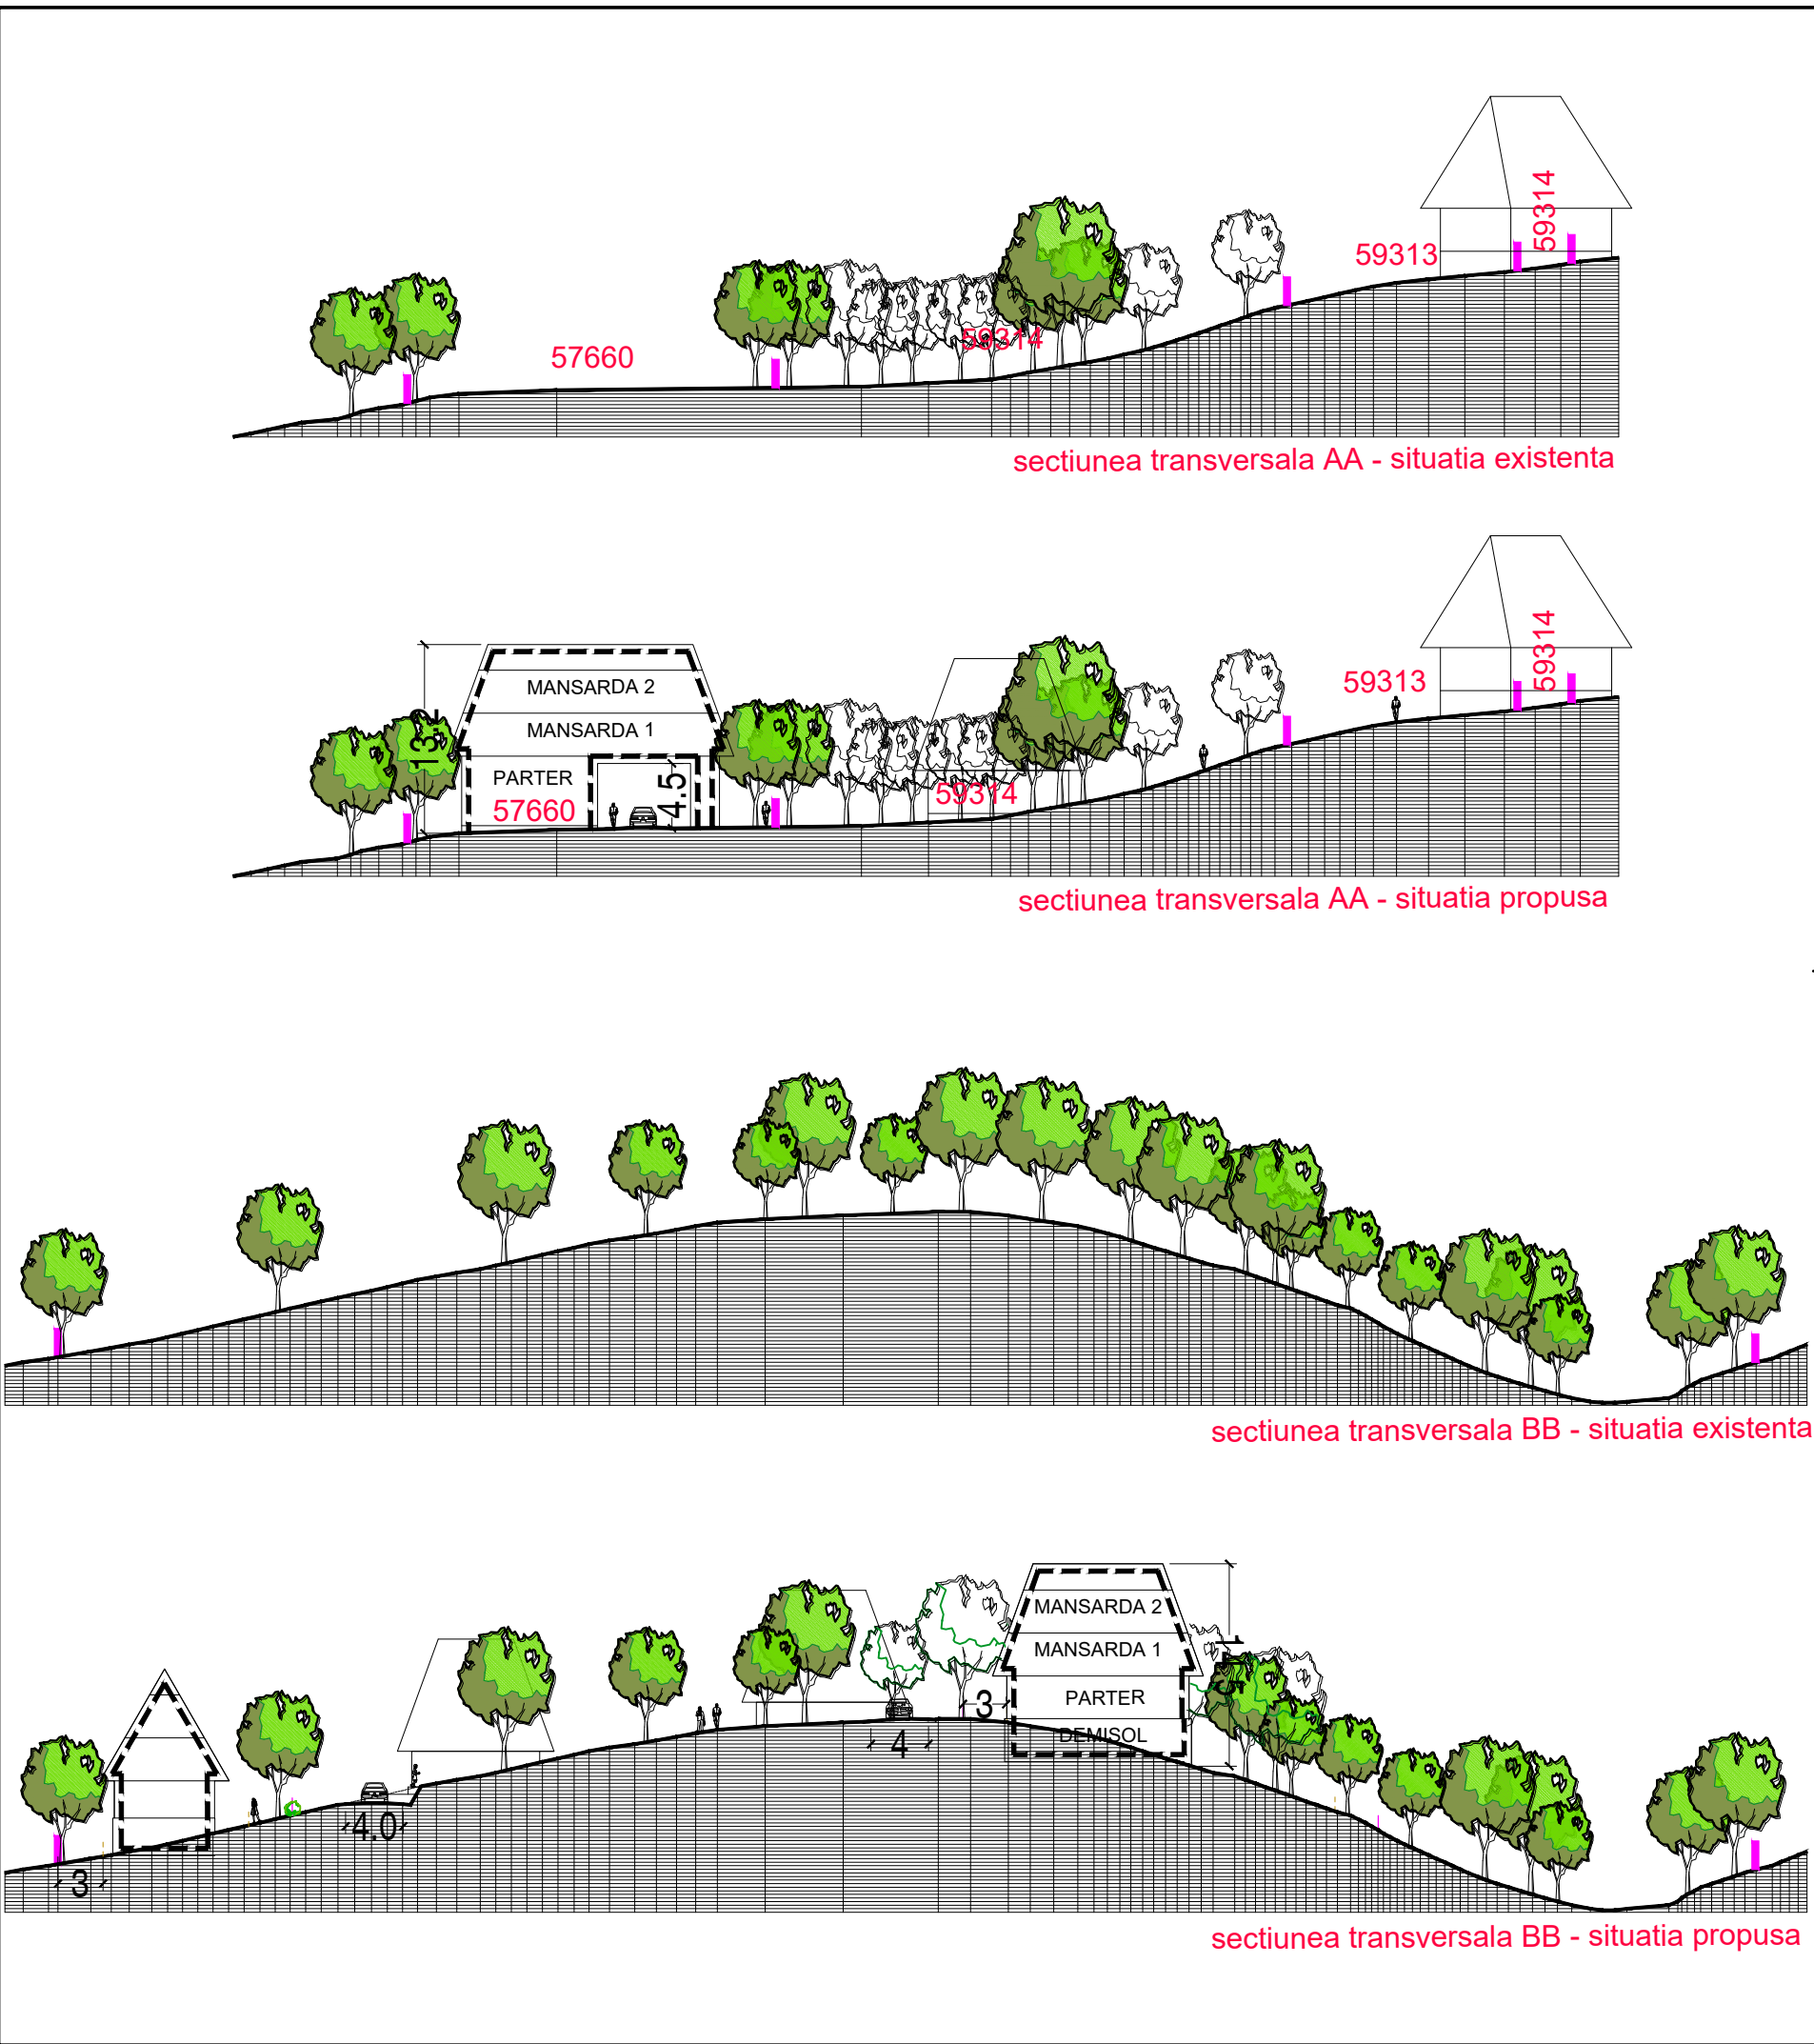 59314
59313
57660
59314
sectiunea transversala AA - situatia existenta
59314
59313
MANSARDA 2
MANSARDA 1
PARTER
57660
4.5
59314
sectiunea transversala AA - situatia propusa
sectiunea transversala BB - situatia existenta
MANSARDA 2
MANSARDA 1
PARTER
DEMISOL
3
4
4.0
3
sectiunea transversala BB - situatia propusa